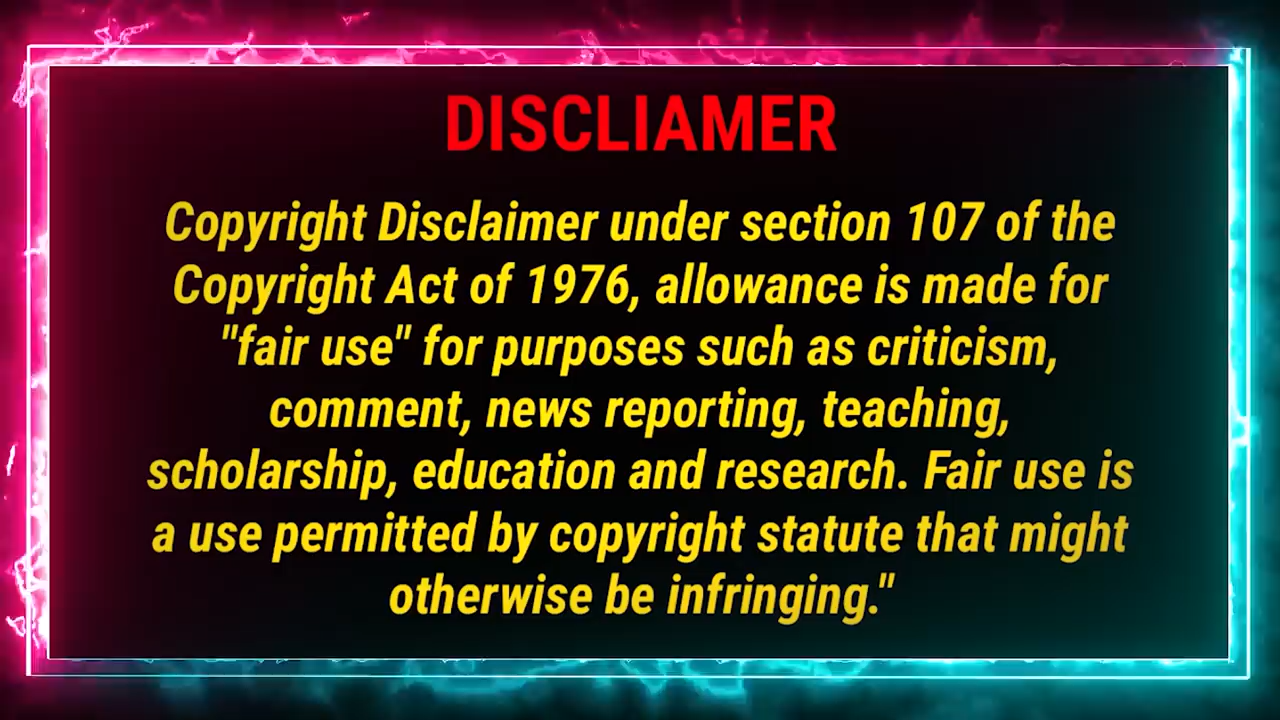 DISCLIAMER
Copyright Disclaimer under section 107 of the
Copyright Act of 1976, allowance is made for
"fair use" for purposes such as criticism,
comment, news reporting, teaching,
scholarship, education and research. Fair use is
a use permitted by copyright statute that might
otherwise be infringing."